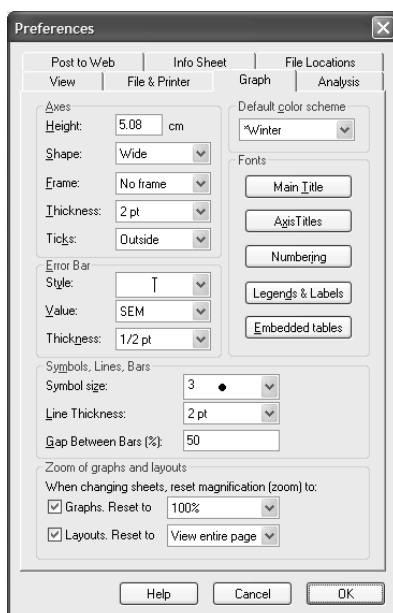 Preferences
Post to Web Info Sheet File Locations
View File & Printer Graph Analysis
Axes
Height: 5.08 cm
Shape: Wide
Frame: No frame
Thickness: 2 pt
Ticks: Outside
Error Bar
Style:
Value: SEM
Thickness: 1/2 pt
Default color scheme
*Winter
Fonts
Main Title
AxisTitles
Numbering
Legends & Labels
Embedded tables
Symbols, Lines, Bars
Symbol size: 3
Line Thickness: 2 pt
Gap Between Bars (%): 50
Zoom of graphs and layouts
When changing sheets, reset magnification (zoom) to:
Graphs. Reset to 100%
Layouts. Reset to View entire page
Help Cancel OK